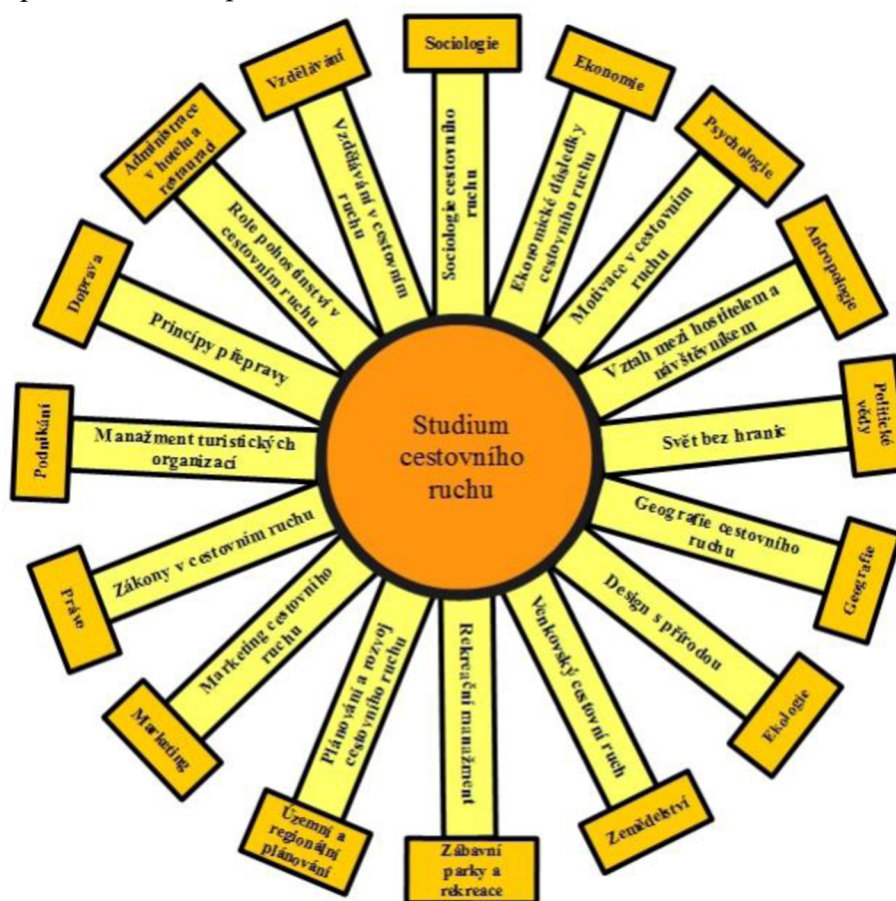 Sociologie
Sociologie cestovního
ruchu
Ekonomie
Ekonomické důsledky
cestovního ruchu
Psychologie
Motivace v cestovním
ruchu
Antropologie
Vztah mezi hostitelem a
návštěvníkem
Politické
vědy
Svět bez hranic
Geografie
Geografie cestovního
ruchu
Ekologie
Design s přírodou
Zemědelství
Venkovský cestovní ruch
Zábavní
parky a
rekreace
Rekreační manažment
Územní a
regionální
plánování
Plánování a rozvoj
cestovního ruchu
Marketing
Marketing cestovního
ruchu
Právo
Zákony v cestovním ruchu
Podnikání
Manažment turistických
organizací
Doprava
Principy přepravy
Administrace
v hotelu a
restaurad
Role pohostinství v
cestovním ruchu
Vzdělávání
Vzdělávání v cestovním
ruchu
Studium
cestovního
ruchu